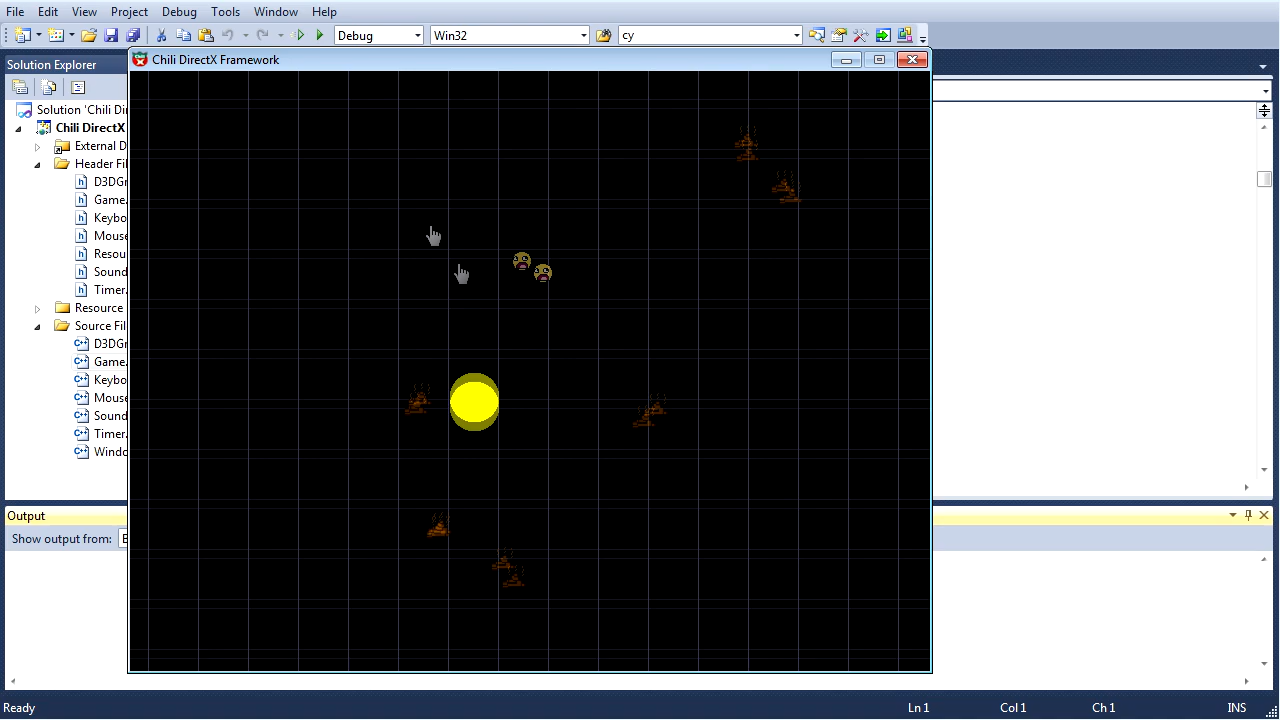 File Edit View Project Debug Tools Window Help
Debug Win32 cy
Solution Explorer
Chili DirectX Framework
Solution 'Chili Di
Chili DirectX
External D
Header Fil
D3DGr
Game.
Keybo
Mouse
Resou
Sound
Timer.
Resource
Source Fil
D3DGr
Game.
Keybo
Mouse
Sound
Timer.
Windo
Output
Show output from:
Ready Ln 1 Col 1 Ch 1 INS